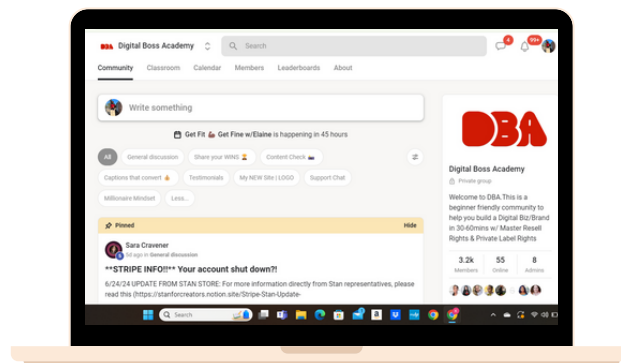 DBA Digital Boss Academy
Search
4
99+
Community Classroom Calendar Members Leaderboards About
Write something
Get Fit Get Fine w/Elaine is happening in 45 hours
All General discussion Share your WINS Content Check
Captions that convert Testimonials My NEW Site | LOGO Support Chat
Millionaire Mindset Less...
Pinned Hide
Sara Cravener
5d ago in General discussion
**STRIPE INFO!!** Your account shut down?!
6/24/24 UPDATE FROM STAN STORE: For more information directly from Stan representatives, please
read this (https://stanforcreators.notion.site/Stripe-Stan-Update-
DBA
Digital Boss Academy
Private group
Welcome to DBA.This is a
beginner friendly community to
help you build a Digital Biz/Brand
in 30-60mins w/ Master Resell
Rights & Private Label Rights
3.2k 55 8
Members Online Admins
Search